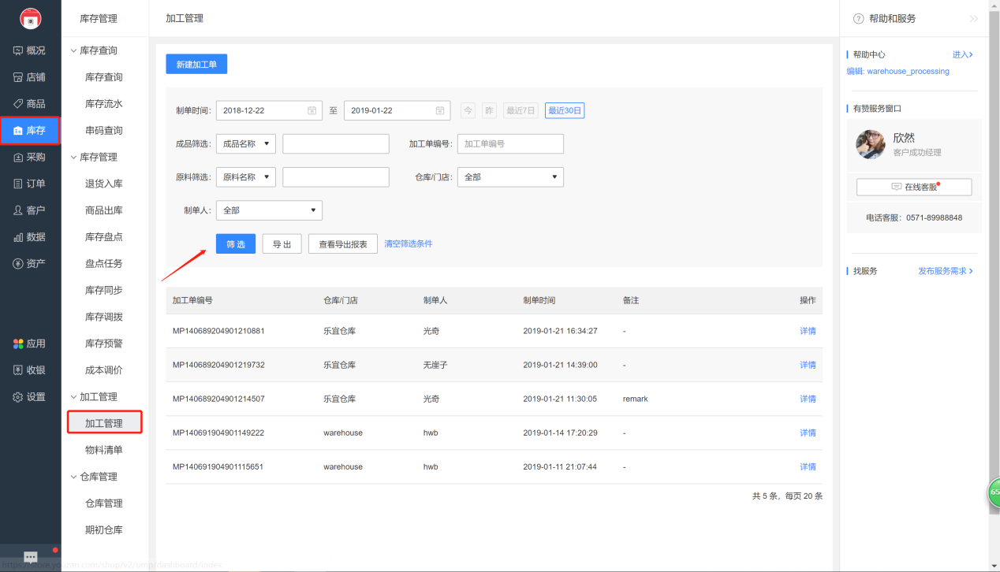 库存管理
加工管理
帮助和服务
概况
店铺
商品
库存
采购
订单
客户
数据
资产
应用
收银
设置
库存查询
库存查询
库存流水
串码查询
库存管理
退货入库
商品出库
库存盘点
盘点任务
库存同步
库存调拨
库存预警
成本调价
加工管理
加工管理
物料清单
仓库管理
仓库管理
期初仓库
新建加工单
制单时间: 2018-12-22 至 2019-01-22 今 昨 最近7日 最近30日
成品筛选: 成品名称 加工单编号: 加工单编号
原料筛选: 原料名称 仓库/门店: 全部
制单人: 全部
筛 选 导 出 查看导出报表 清空筛选条件
加工单编号 仓库/门店 制单人 制单时间 备注 操作
MP140689204901210881 乐宜仓库 光奇 2019-01-21 16:34:27 - 详情
MP140689204901219732 乐宜仓库 无崖子 2019-01-21 14:39:00 - 详情
MP140689204901214507 乐宜仓库 光奇 2019-01-21 11:30:05 remark 详情
MP140691904901149222 warehouse hwb 2019-01-14 17:20:29 - 详情
MP140691904901115651 warehouse hwb 2019-01-11 21:07:44 - 详情
共 5 条，每页 20 条
帮助中心 进入
编辑: warehouse_processing
有赞服务窗口
欣然
客户成功经理
在线客服
电话客服：0571-89988848
找服务 发布服务需求
65
https://store.youzan.com/shop/v2/ump/dashboard/index